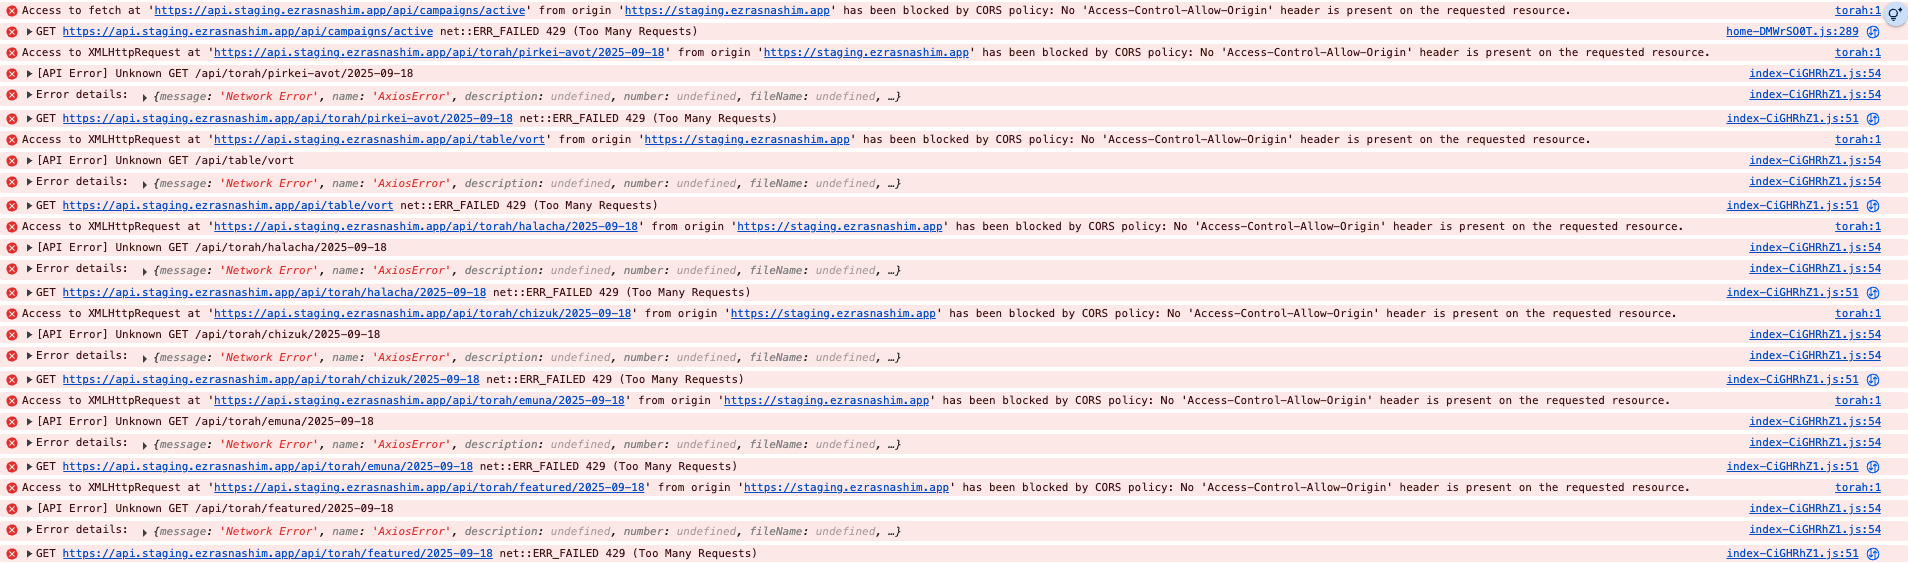 Access to fetch at 'https://api.staging.ezrasnashim.app/api/campaigns/active' from origin 'https://staging.ezrasnashim.app' has been blocked by CORS policy: No 'Access-Control-Allow-Origin' header is present on the requested resource. torah:1
GET https://api.staging.ezrasnashim.app/api/campaigns/active net::ERR_FAILED 429 (Too Many Requests) home-DMWrSO0T.js:289
Access to XMLHttpRequest at 'https://api.staging.ezrasnashim.app/api/torah/pirkei-avot/2025-09-18' from origin 'https://staging.ezrasnashim.app' has been blocked by CORS policy: No 'Access-Control-Allow-Origin' header is present on the requested resource. torah:1
[API Error] Unknown GET /api/torah/pirkei-avot/2025-09-18 index-CiGHRhZ1.js:54
Error details: {message: 'Network Error', name: 'AxiosError', description: undefined, number: undefined, fileName: undefined, …} index-CiGHRhZ1.js:54
GET https://api.staging.ezrasnashim.app/api/torah/pirkei-avot/2025-09-18 net::ERR_FAILED 429 (Too Many Requests) index-CiGHRhZ1.js:51
Access to XMLHttpRequest at 'https://api.staging.ezrasnashim.app/api/table/vort' from origin 'https://staging.ezrasnashim.app' has been blocked by CORS policy: No 'Access-Control-Allow-Origin' header is present on the requested resource. torah:1
[API Error] Unknown GET /api/table/vort index-CiGHRhZ1.js:54
Error details: {message: 'Network Error', name: 'AxiosError', description: undefined, number: undefined, fileName: undefined, …} index-CiGHRhZ1.js:54
GET https://api.staging.ezrasnashim.app/api/table/vort net::ERR_FAILED 429 (Too Many Requests) index-CiGHRhZ1.js:51
Access to XMLHttpRequest at 'https://api.staging.ezrasnashim.app/api/torah/halacha/2025-09-18' from origin 'https://staging.ezrasnashim.app' has been blocked by CORS policy: No 'Access-Control-Allow-Origin' header is present on the requested resource. torah:1
[API Error] Unknown GET /api/torah/halacha/2025-09-18 index-CiGHRhZ1.js:54
Error details: {message: 'Network Error', name: 'AxiosError', description: undefined, number: undefined, fileName: undefined, …} index-CiGHRhZ1.js:54
GET https://api.staging.ezrasnashim.app/api/torah/halacha/2025-09-18 net::ERR_FAILED 429 (Too Many Requests) index-CiGHRhZ1.js:51
Access to XMLHttpRequest at 'https://api.staging.ezrasnashim.app/api/torah/chizuk/2025-09-18' from origin 'https://staging.ezrasnashim.app' has been blocked by CORS policy: No 'Access-Control-Allow-Origin' header is present on the requested resource. torah:1
[API Error] Unknown GET /api/torah/chizuk/2025-09-18 index-CiGHRhZ1.js:54
Error details: {message: 'Network Error', name: 'AxiosError', description: undefined, number: undefined, fileName: undefined, …} index-CiGHRhZ1.js:54
GET https://api.staging.ezrasnashim.app/api/torah/chizuk/2025-09-18 net::ERR_FAILED 429 (Too Many Requests) index-CiGHRhZ1.js:51
Access to XMLHttpRequest at 'https://api.staging.ezrasnashim.app/api/torah/emuna/2025-09-18' from origin 'https://staging.ezrasnashim.app' has been blocked by CORS policy: No 'Access-Control-Allow-Origin' header is present on the requested resource. torah:1
[API Error] Unknown GET /api/torah/emuna/2025-09-18 index-CiGHRhZ1.js:54
Error details: {message: 'Network Error', name: 'AxiosError', description: undefined, number: undefined, fileName: undefined, …} index-CiGHRhZ1.js:54
GET https://api.staging.ezrasnashim.app/api/torah/emuna/2025-09-18 net::ERR_FAILED 429 (Too Many Requests) index-CiGHRhZ1.js:51
Access to XMLHttpRequest at 'https://api.staging.ezrasnashim.app/api/torah/featured/2025-09-18' from origin 'https://staging.ezrasnashim.app' has been blocked by CORS policy: No 'Access-Control-Allow-Origin' header is present on the requested resource. torah:1
[API Error] Unknown GET /api/torah/featured/2025-09-18 index-CiGHRhZ1.js:54
Error details: {message: 'Network Error', name: 'AxiosError', description: undefined, number: undefined, fileName: undefined, …} index-CiGHRhZ1.js:54
GET https://api.staging.ezrasnashim.app/api/torah/featured/2025-09-18 net::ERR_FAILED 429 (Too Many Requests) index-CiGHRhZ1.js:51